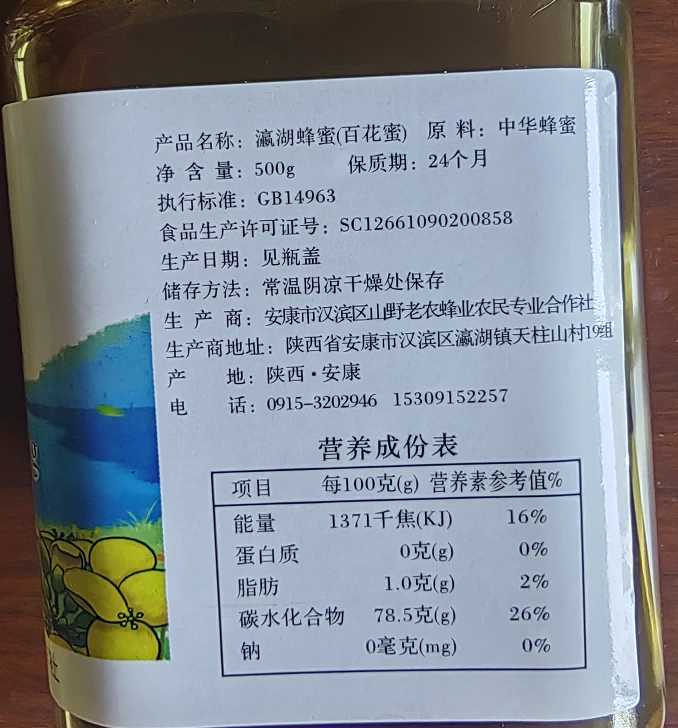 产品名称：瀛湖蜂蜜(百花蜜) 原 料：中华蜂蜜
净 含 量：500g 保质期：24个月
执行标准：GB14963
食品生产许可证号：SC12661090200858
生产日期：见瓶盖
储存方法：常温阴凉干燥处保存
生 产 商：安康市汉滨区山野老农蜂业农民专业合作社
生产商地址：陕西省安康市汉滨区瀛湖镇天柱山村19组
产 地：陕西·安康
电 话：0915-3202946 15309152257
营养成份表
项目 每100克(g) 营养素参考值%
能量 1371千焦(KJ) 16%
蛋白质 0克(g) 0%
脂肪 1.0克(g) 2%
碳水化合物 78.5克(g) 26%
钠 0毫克(mg) 0%